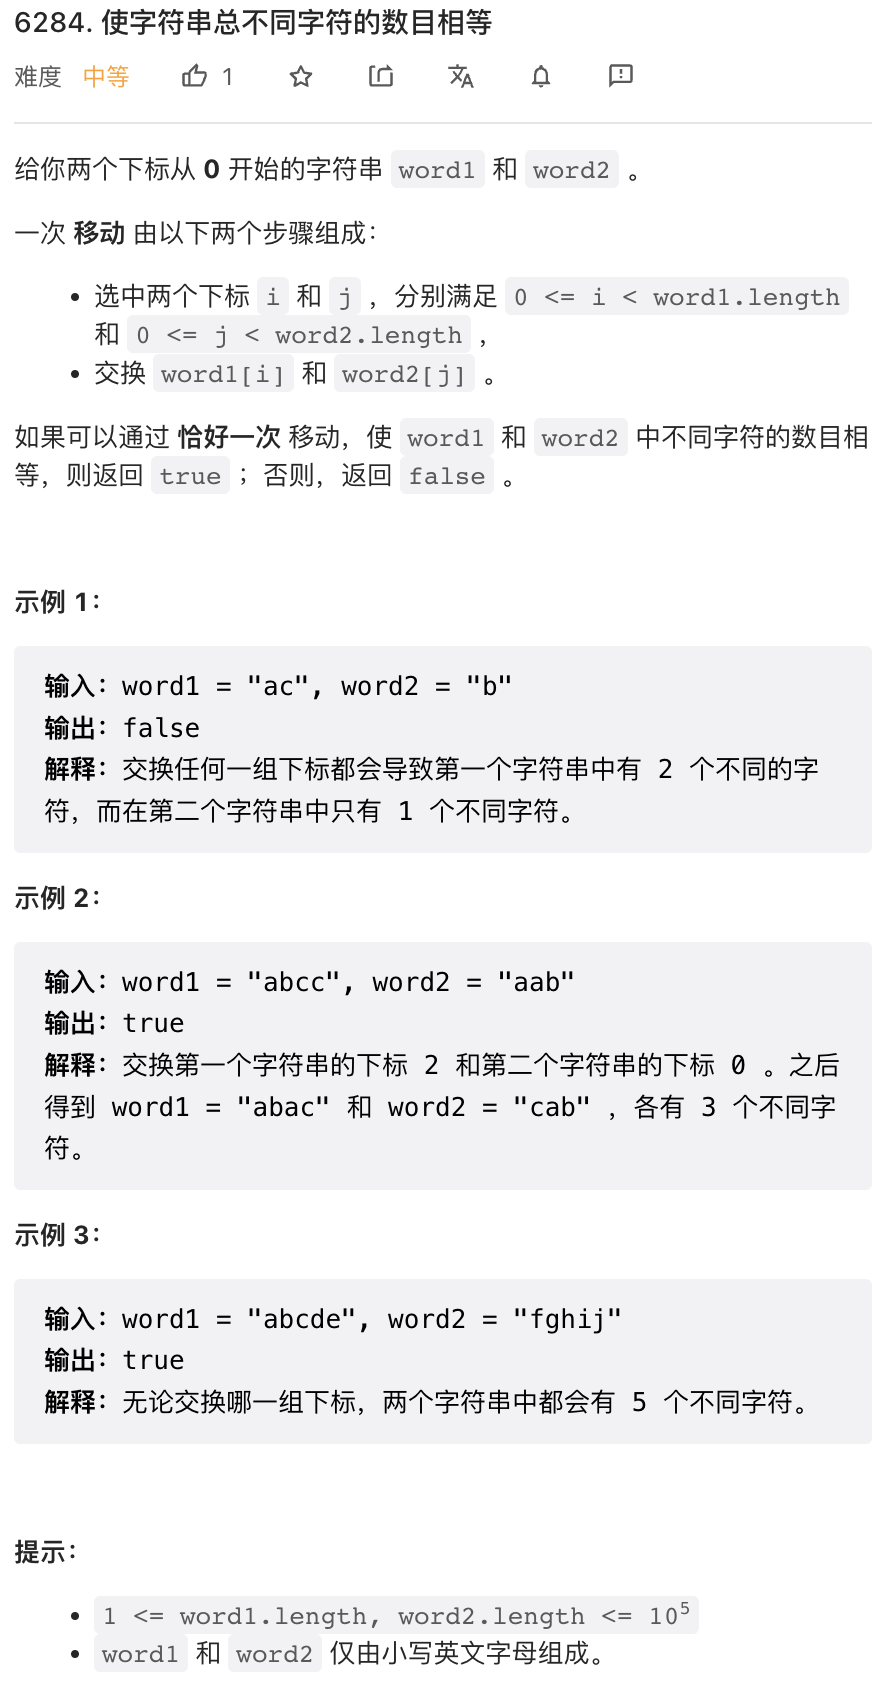 6284. 使字符串总不同字符的数目相等
难度 中等 1
给你两个下标从 0 开始的字符串 word1 和 word2 。
一次 移动 由以下两个步骤组成：
• 选中两个下标 i 和 j ，分别满足 0 <= i < word1.length
和 0 <= j < word2.length ，
• 交换 word1[i] 和 word2[j] 。
如果可以通过 恰好一次 移动，使 word1 和 word2 中不同字符的数目相
等，则返回 true ；否则，返回 false 。
示例 1：
输入：word1 = "ac", word2 = "b"
输出：false
解释：交换任何一组下标都会导致第一个字符串中有 2 个不同的字
符，而在第二个字符串中只有 1 个不同字符。
示例 2：
输入：word1 = "abcc", word2 = "aab"
输出：true
解释：交换第一个字符串的下标 2 和第二个字符串的下标 0 。之后
得到 word1 = "abac" 和 word2 = "cab" ，各有 3 个不同字
符。
示例 3：
输入：word1 = "abcde", word2 = "fghij"
输出：true
解释：无论交换哪一组下标，两个字符串中都会有 5 个不同字符。
提示：
• 1 <= word1.length, word2.length <= 10⁵
• word1 和 word2 仅由小写英文字母组成。